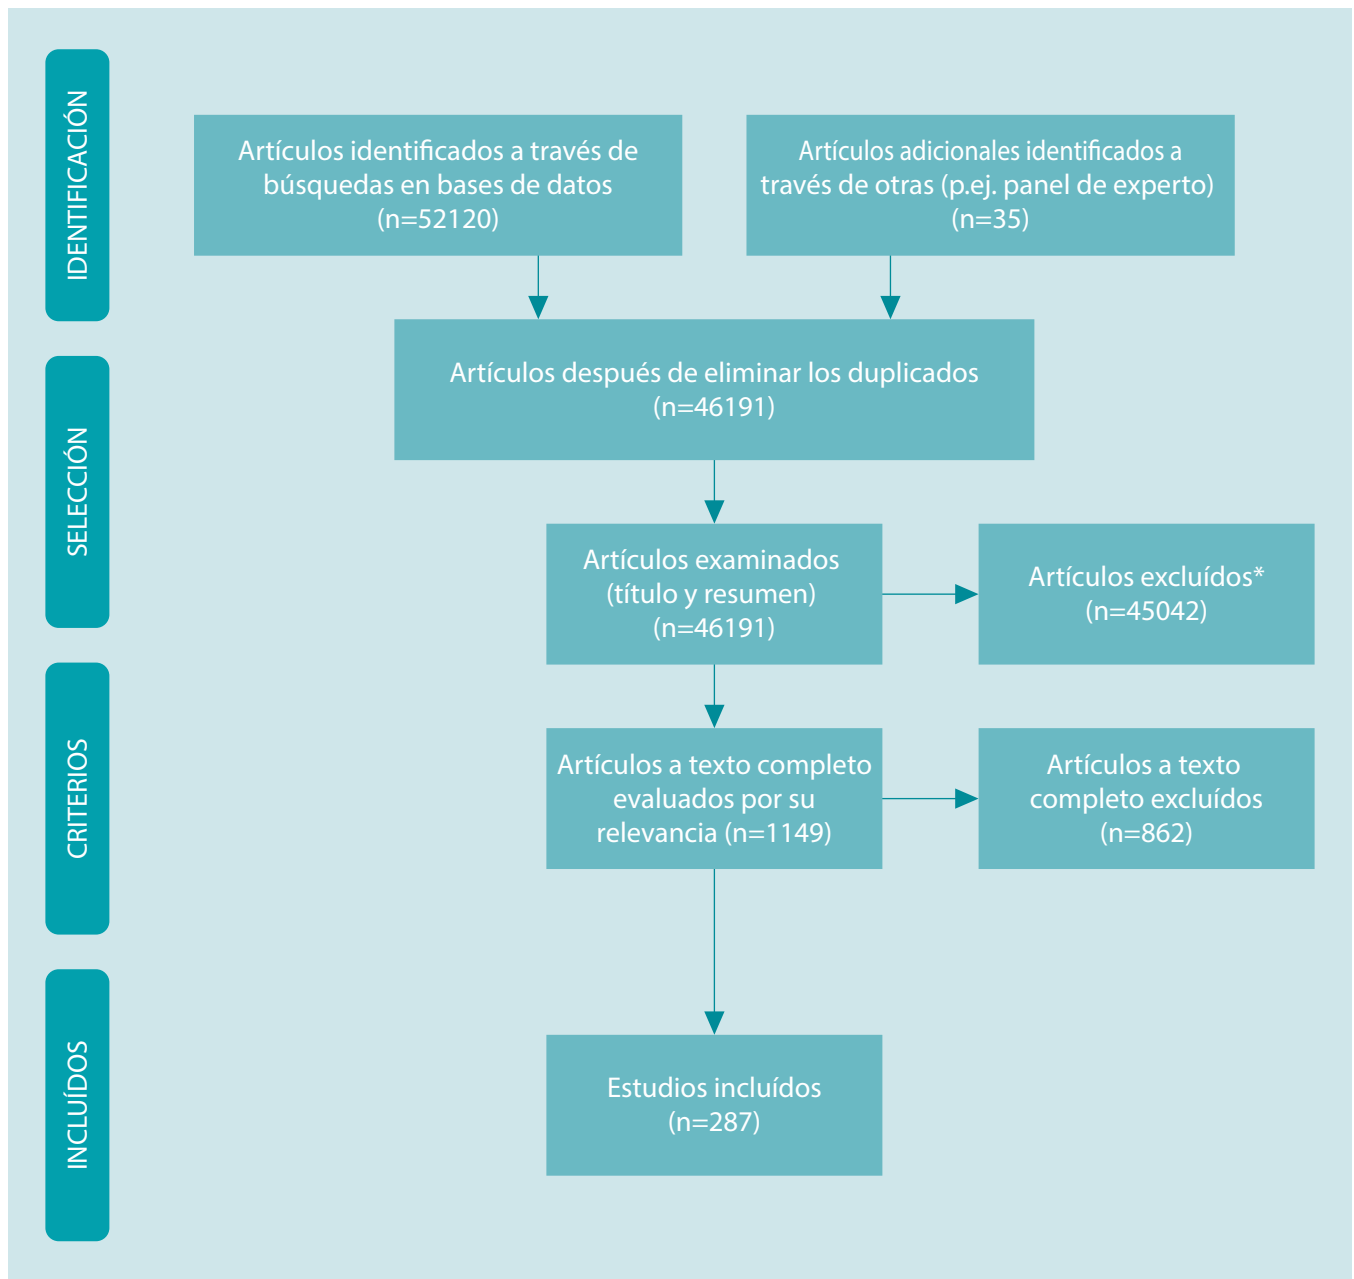 IDENTIFICACIÓN
Artículos identificados a través de
búsquedas en bases de datos
(n=52120)
Artículos adicionales identificados a
través de otras (p.ej. panel de experto)
(n=35)
SELECCIÓN
Artículos después de eliminar los duplicados
(n=46191)
Artículos examinados
(título y resumen)
(n=46191)
Artículos excluídos*
(n=45042)
CRITERIOS
Artículos a texto completo
evaluados por su
relevancia (n=1149)
Artículos a texto
completo excluídos
(n=862)
INCLUÍDOS
Estudios incluídos
(n=287)